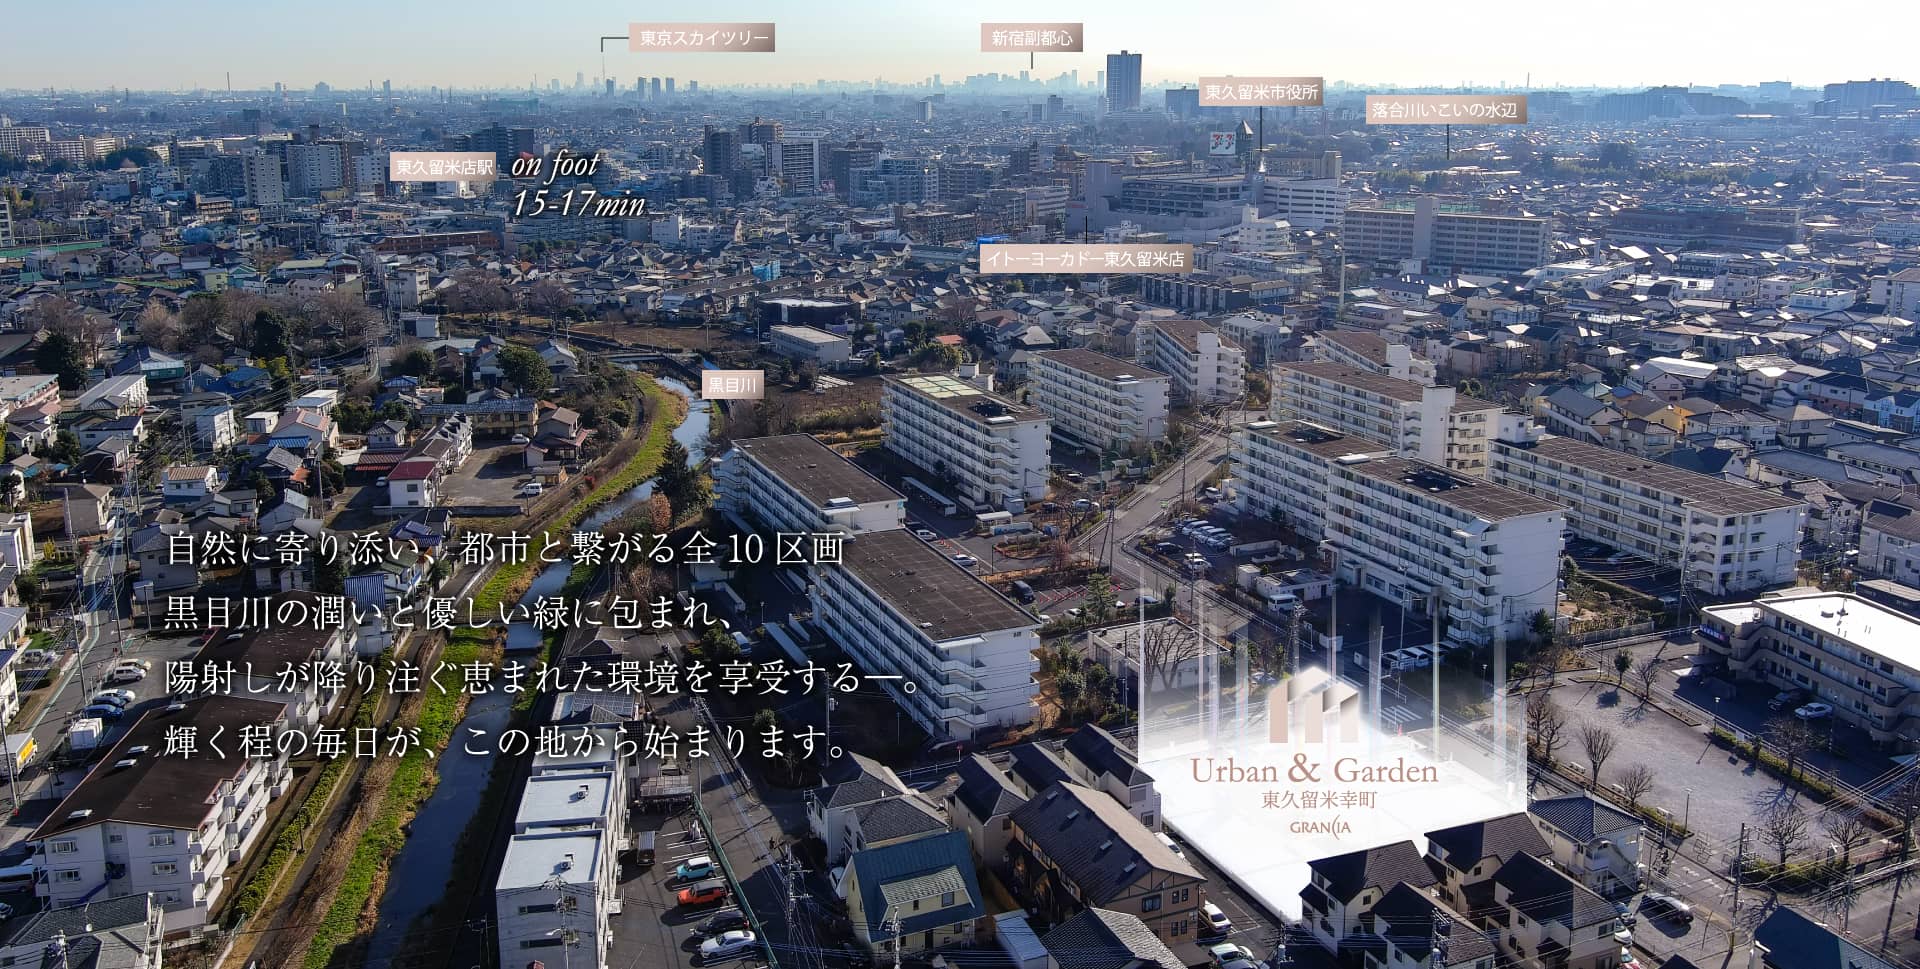 東京スカイツリー
新宿副都心
東久留米市役所
落合川いこいの水辺
東久留米店駅
on foot
15-17min
イトーヨーカドー東久留米店
黒目川
自然に寄り添い、都市と繋がる全10区画
黒目川の潤いと優しい緑に包まれ、
陽射しが降り注ぐ恵まれた環境を享受する―。
輝く程の毎日が、この地から始まります。
Urban & Garden
東久留米幸町
GRANCIA